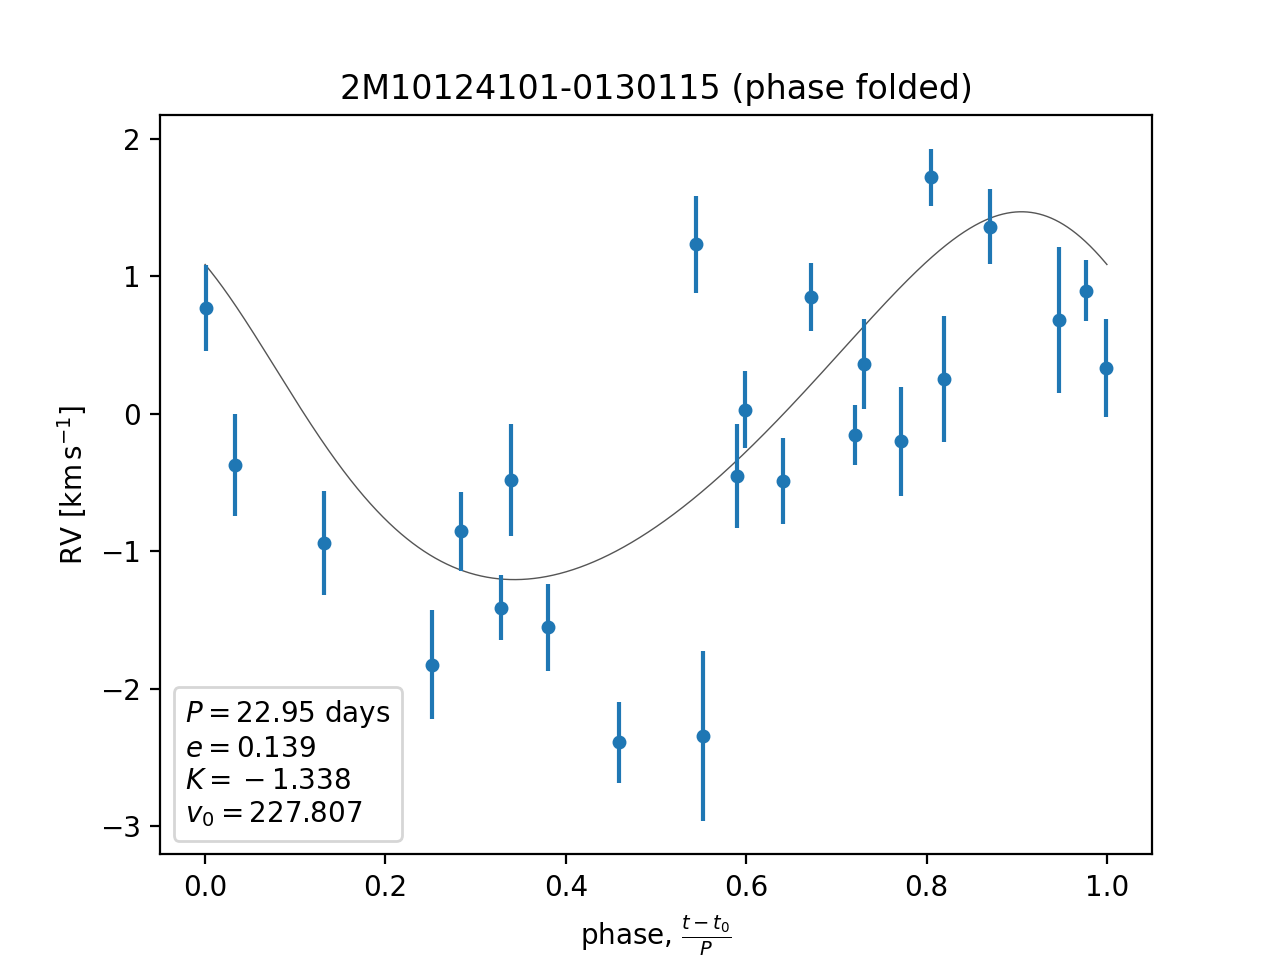 2M10124101-0130115 (phase folded)
RV [km s⁻¹]
2
1
0
−1
−2
−3
P = 22.95 days
e = 0.139
K = −1.338
v₀ = 227.807
0.0 0.2 0.4 0.6 0.8 1.0
phase, (t − t₀)/P